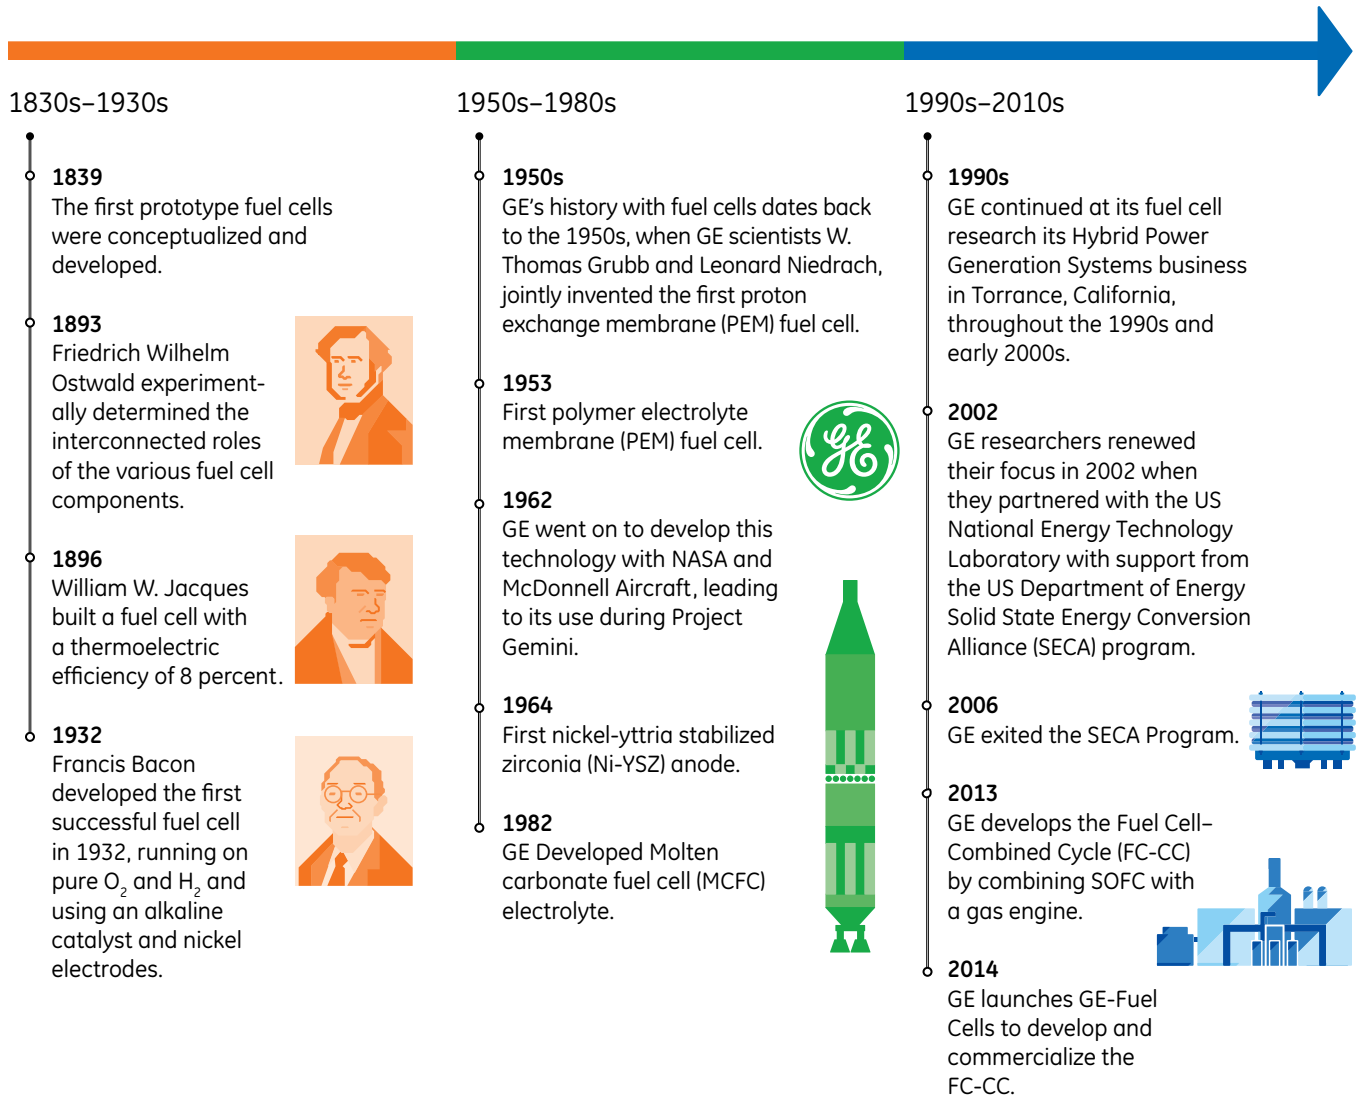 1830s–1930s
1839
The first prototype fuel cells
were conceptualized and
developed.
1893
Friedrich Wilhelm
Ostwald experiment-
ally determined the
interconnected roles
of the various fuel cell
components.
1896
William W. Jacques
built a fuel cell with
a thermoelectric
efficiency of 8 percent.
1932
Francis Bacon
developed the first
successful fuel cell
in 1932, running on
pure O₂ and H₂ and
using an alkaline
catalyst and nickel
electrodes.
1950s–1980s
1950s
GE’s history with fuel cells dates back
to the 1950s, when GE scientists W.
Thomas Grubb and Leonard Niedrach,
jointly invented the first proton
exchange membrane (PEM) fuel cell.
1953
First polymer electrolyte
membrane (PEM) fuel cell.
GE
1962
GE went on to develop this
technology with NASA and
McDonnell Aircraft, leading
to its use during Project
Gemini.
1964
First nickel-yttria stabilized
zirconia (Ni-YSZ) anode.
1982
GE Developed Molten
carbonate fuel cell (MCFC)
electrolyte.
1990s–2010s
1990s
GE continued at its fuel cell
research its Hybrid Power
Generation Systems business
in Torrance, California,
throughout the 1990s and
early 2000s.
2002
GE researchers renewed
their focus in 2002 when
they partnered with the US
National Energy Technology
Laboratory with support from
the US Department of Energy
Solid State Energy Conversion
Alliance (SECA) program.
2006
GE exited the SECA Program.
2013
GE develops the Fuel Cell–
Combined Cycle (FC-CC)
by combining SOFC with
a gas engine.
2014
GE launches GE-Fuel
Cells to develop and
commercialize the
FC-CC.